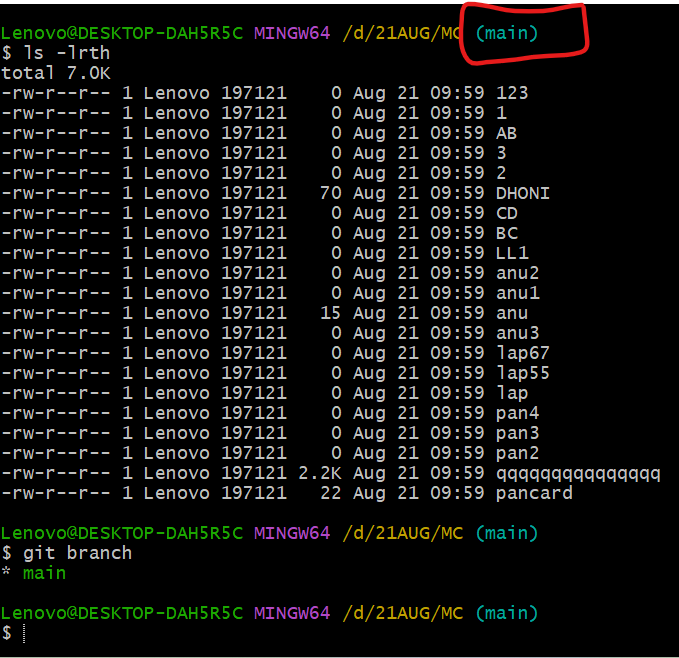 Lenovo@DESKTOP-DAH5R5C MINGW64 /d/21AUG/MC (main)
$ ls -lrth
total 7.0K
-rw-r--r-- 1 Lenovo 197121    0 Aug 21 09:59 123
-rw-r--r-- 1 Lenovo 197121    0 Aug 21 09:59 1
-rw-r--r-- 1 Lenovo 197121    0 Aug 21 09:59 AB
-rw-r--r-- 1 Lenovo 197121    0 Aug 21 09:59 3
-rw-r--r-- 1 Lenovo 197121    0 Aug 21 09:59 2
-rw-r--r-- 1 Lenovo 197121   70 Aug 21 09:59 DHONI
-rw-r--r-- 1 Lenovo 197121    0 Aug 21 09:59 CD
-rw-r--r-- 1 Lenovo 197121    0 Aug 21 09:59 BC
-rw-r--r-- 1 Lenovo 197121    0 Aug 21 09:59 LL1
-rw-r--r-- 1 Lenovo 197121    0 Aug 21 09:59 anu2
-rw-r--r-- 1 Lenovo 197121    0 Aug 21 09:59 anu1
-rw-r--r-- 1 Lenovo 197121   15 Aug 21 09:59 anu
-rw-r--r-- 1 Lenovo 197121    0 Aug 21 09:59 anu3
-rw-r--r-- 1 Lenovo 197121    0 Aug 21 09:59 lap67
-rw-r--r-- 1 Lenovo 197121    0 Aug 21 09:59 lap55
-rw-r--r-- 1 Lenovo 197121    0 Aug 21 09:59 lap
-rw-r--r-- 1 Lenovo 197121    0 Aug 21 09:59 pan4
-rw-r--r-- 1 Lenovo 197121    0 Aug 21 09:59 pan3
-rw-r--r-- 1 Lenovo 197121    0 Aug 21 09:59 pan2
-rw-r--r-- 1 Lenovo 197121 2.2K Aug 21 09:59 qqqqqqqqqqqqqqq
-rw-r--r-- 1 Lenovo 197121   22 Aug 21 09:59 pancard
Lenovo@DESKTOP-DAH5R5C MINGW64 /d/21AUG/MC (main)
$ git branch
* main
Lenovo@DESKTOP-DAH5R5C MINGW64 /d/21AUG/MC (main)
$